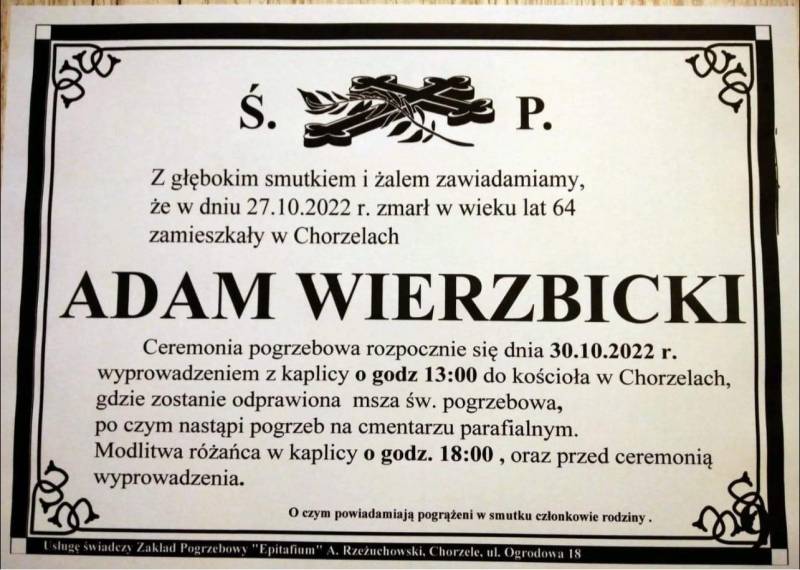 Ś. P.
Z głębokim smutkiem i żalem zawiadamiamy,
że w dniu 27.10.2022 r. zmarł w wieku lat 64
zamieszkały w Chorzelach
ADAM WIERZBICKI
Ceremonia pogrzebowa rozpocznie się dnia 30.10.2022 r.
wyprowadzeniem z kaplicy o godz 13:00 do kościoła w Chorzelach,
gdzie zostanie odprawiona msza św. pogrzebowa,
po czym nastąpi pogrzeb na cmentarzu parafialnym.
Modlitwa różańca w kaplicy o godz. 18:00 , oraz przed ceremonią
wyprowadzenia.
O czym powiadamiają pogrążeni w smutku członkowie rodziny .
Usługę świadczy Zakład Pogrzebowy "Epitafium" A. Rzeżuchowski, Chorzele, ul. Ogrodowa 18